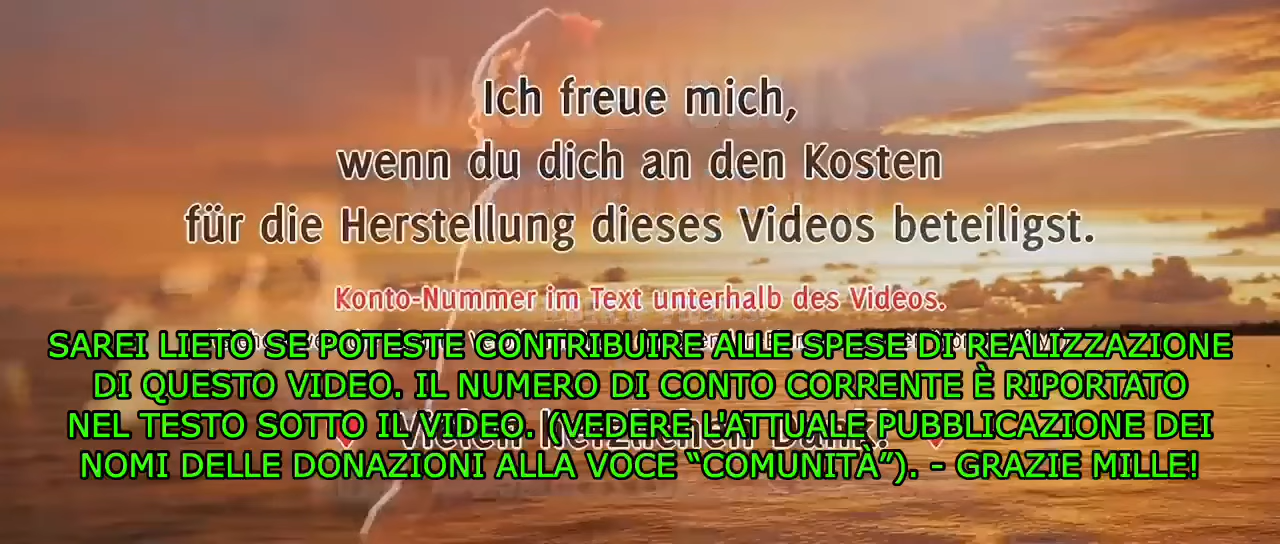 Ich freue mich,
wenn du dich an den Kosten
für die Herstellung dieses Videos beteiligst.
Konto-Nummer im Text unterhalb des Videos.
SAREI LIETO SE POTESTE CONTRIBUIRE ALLE SPESE DI REALIZZAZIONE
DI QUESTO VIDEO. IL NUMERO DI CONTO CORRENTE È RIPORTATO
NEL TESTO SOTTO IL VIDEO. (VEDERE L'ATTUALE PUBBLICAZIONE DEI
Vielen herzlichen Dank!
NOMI DELLE DONAZIONI ALLA VOCE “COMUNITÀ”). - GRAZIE MILLE!